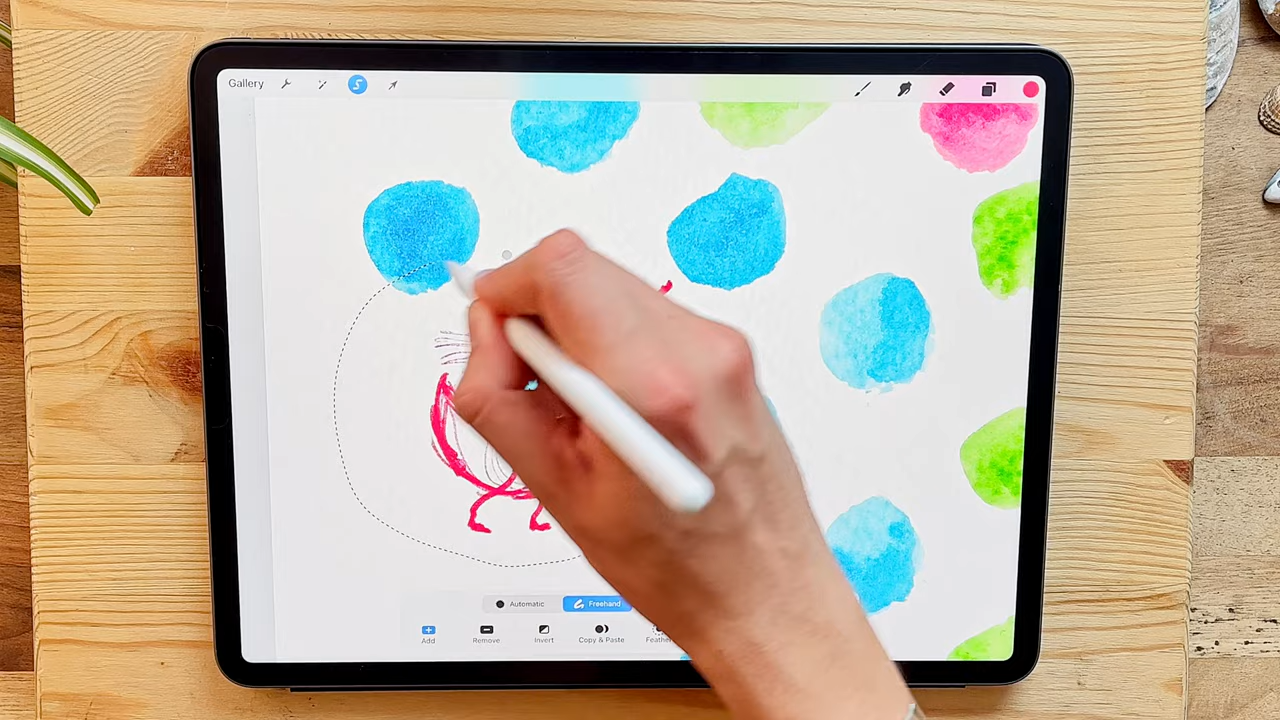 Gallery
Automatic
Freehand
Add
Remove
Invert
Copy & Paste